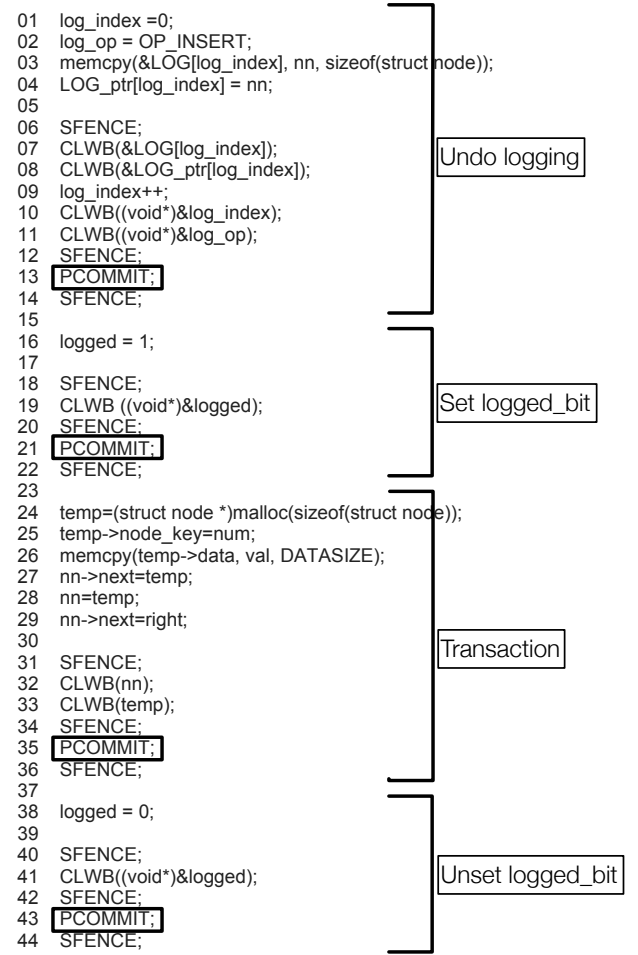 01 log_index =0;
02 log_op = OP_INSERT;
03 memcpy(&LOG[log_index], nn, sizeof(struct node));
04 LOG_ptr[log_index] = nn;
05
06 SFENCE;
07 CLWB(&LOG[log_index]);
08 CLWB(&LOG_ptr[log_index]);
09 log_index++;
10 CLWB((void*)&log_index);
11 CLWB((void*)&log_op);
12 SFENCE;
13 PCOMMIT;
14 SFENCE;
Undo logging
15
16 logged = 1;
17
18 SFENCE;
19 CLWB ((void*)&logged);
20 SFENCE;
21 PCOMMIT;
22 SFENCE;
Set logged_bit
23
24 temp=(struct node *)malloc(sizeof(struct node));
25 temp->node_key=num;
26 memcpy(temp->data, val, DATASIZE);
27 nn->next=temp;
28 nn=temp;
29 nn->next=right;
30
31 SFENCE;
32 CLWB(nn);
33 CLWB(temp);
34 SFENCE;
35 PCOMMIT;
36 SFENCE;
Transaction
37
38 logged = 0;
39
40 SFENCE;
41 CLWB((void*)&logged);
42 SFENCE;
43 PCOMMIT;
44 SFENCE;
Unset logged_bit